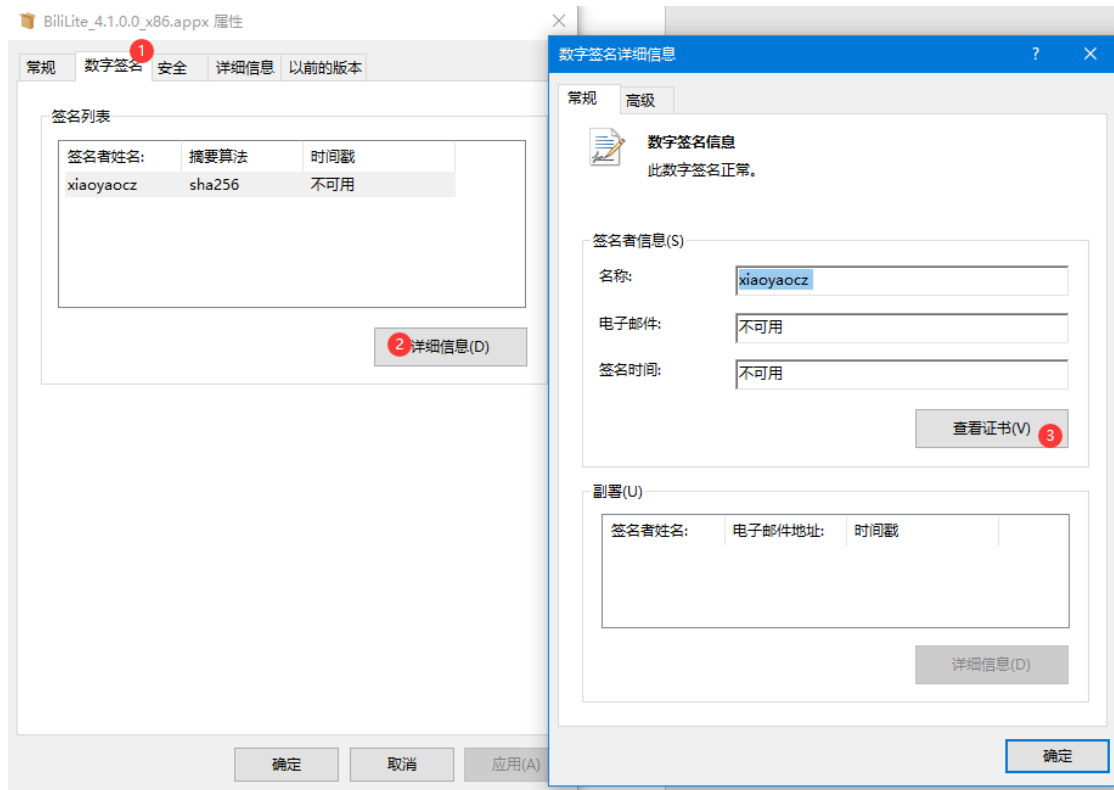 BiliLite_4.1.0.0_x86.appx 属性
常规 数字签名 安全 详细信息 以前的版本
1
签名列表
签名者姓名: 摘要算法 时间戳
xiaoyaocz sha256 不可用
2 详细信息(D)
确定 取消 应用(A)
数字签名详细信息 ?
常规 高级
数字签名信息
此数字签名正常。
签名者信息(S)
名称: xiaoyaocz
电子邮件: 不可用
签名时间: 不可用
查看证书(V) 3
副署(U)
签名者姓名: 电子邮件地址: 时间戳
详细信息(D)
确定